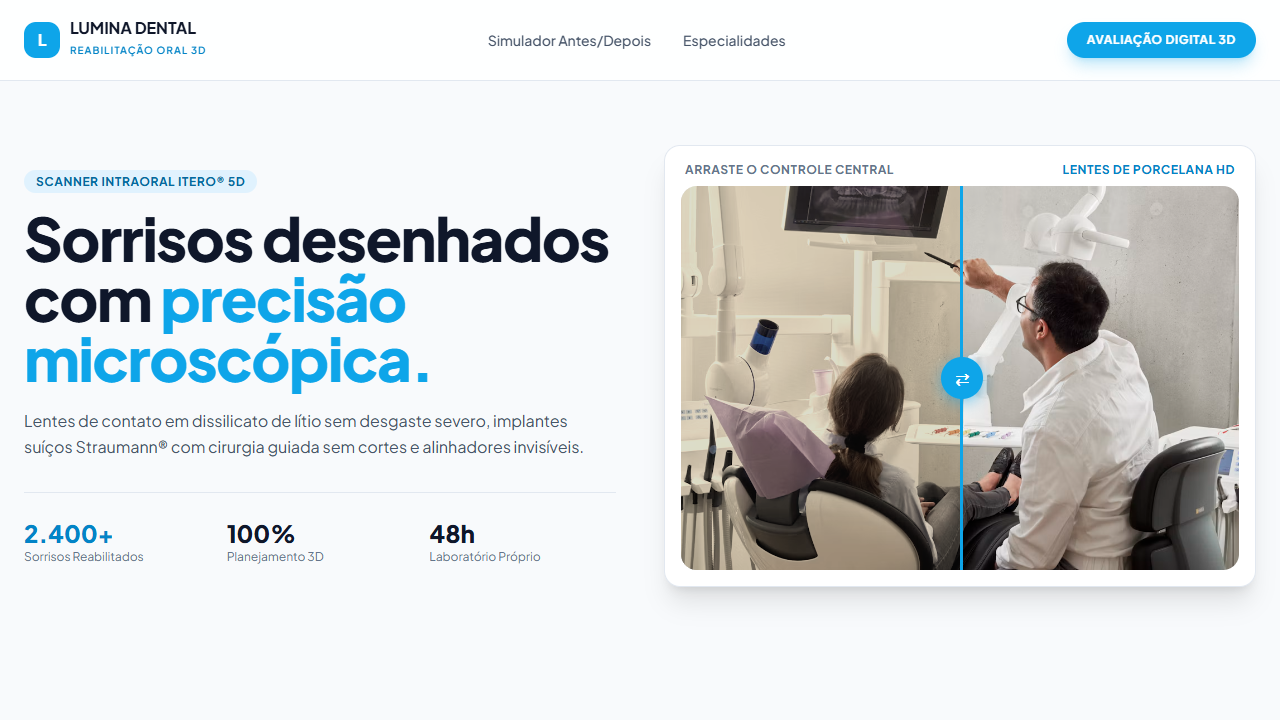 L
LUMINA DENTAL
REABILITAÇÃO ORAL 3D
Simulador Antes/Depois
Especialidades
AVALIAÇÃO DIGITAL 3D
SCANNER INTRAORAL ITERO® 5D
Sorrisos desenhados
com precisão
microscópica.
Lentes de contato em dissilicato de lítio sem desgaste severo, implantes
suíços Straumann® com cirurgia guiada sem cortes e alinhadores invisíveis.
2.400+
Sorrisos Reabilitados
100%
Planejamento 3D
48h
Laboratório Próprio
ARRASTE O CONTROLE CENTRAL
LENTES DE PORCELANA HD